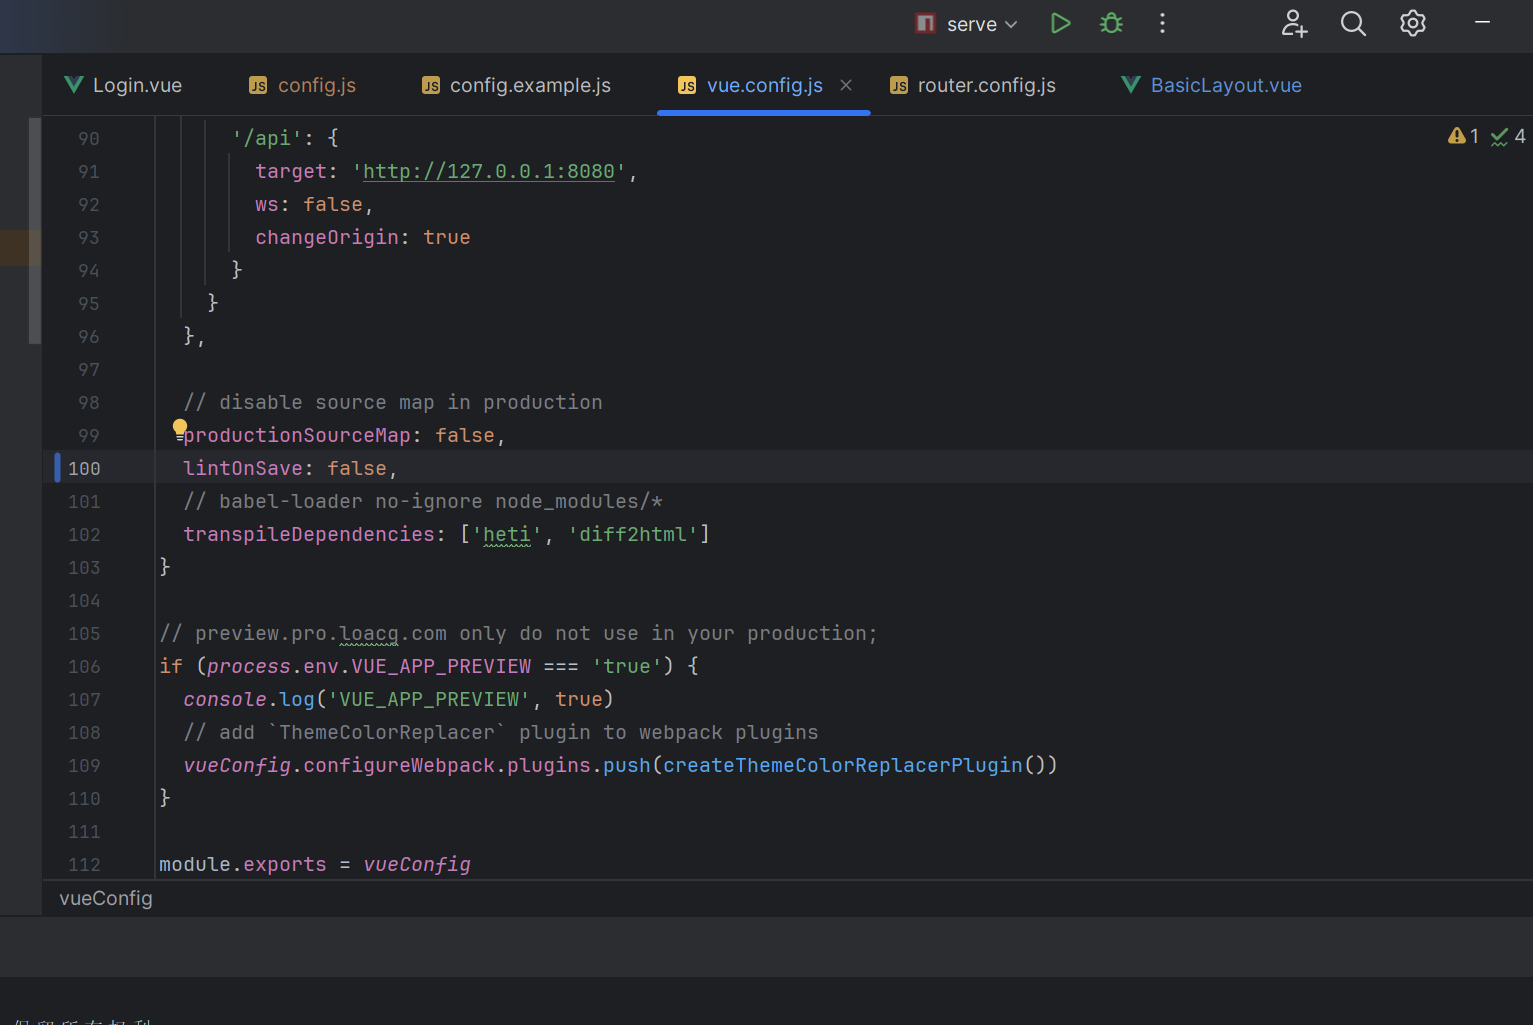 serve
Login.vue config.js config.example.js vue.config.js router.config.js BasicLayout.vue
1 4
90 '/api': {
91 target: 'http://127.0.0.1:8080',
92 ws: false,
93 changeOrigin: true
94 }
95 }
96 },
97
98 // disable source map in production
99 productionSourceMap: false,
100 lintOnSave: false,
101 // babel-loader no-ignore node_modules/*
102 transpileDependencies: ['heti', 'diff2html']
103 }
104
105 // preview.pro.loacg.com only do not use in your production;
106 if (process.env.VUE_APP_PREVIEW === 'true') {
107 console.log('VUE_APP_PREVIEW', true)
108 // add `ThemeColorReplacer` plugin to webpack plugins
109 vueConfig.configureWebpack.plugins.push(createThemeColorReplacerPlugin())
110 }
111
112 module.exports = vueConfig
vueConfig